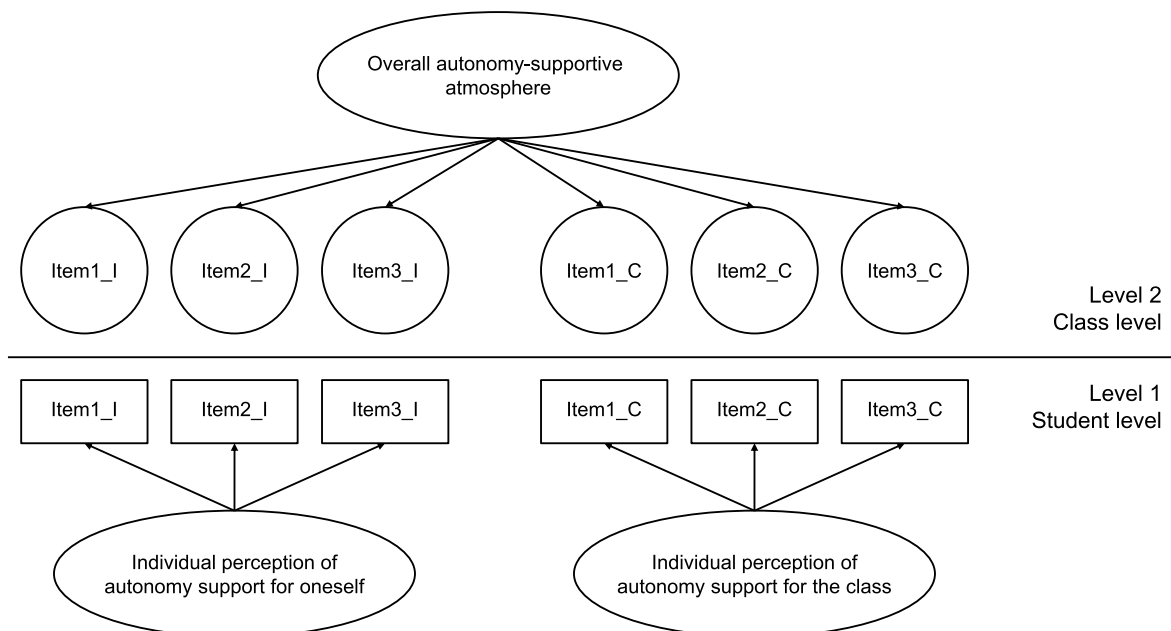 Overall autonomy-supportive
atmosphere
Item1_I
Item2_I
Item3_I
Item1_C
Item2_C
Item3_C
Level 2
Class level
Item1_I
Item2_I
Item3_I
Item1_C
Item2_C
Item3_C
Level 1
Student level
Individual perception of
autonomy support for oneself
Individual perception of
autonomy support for the class